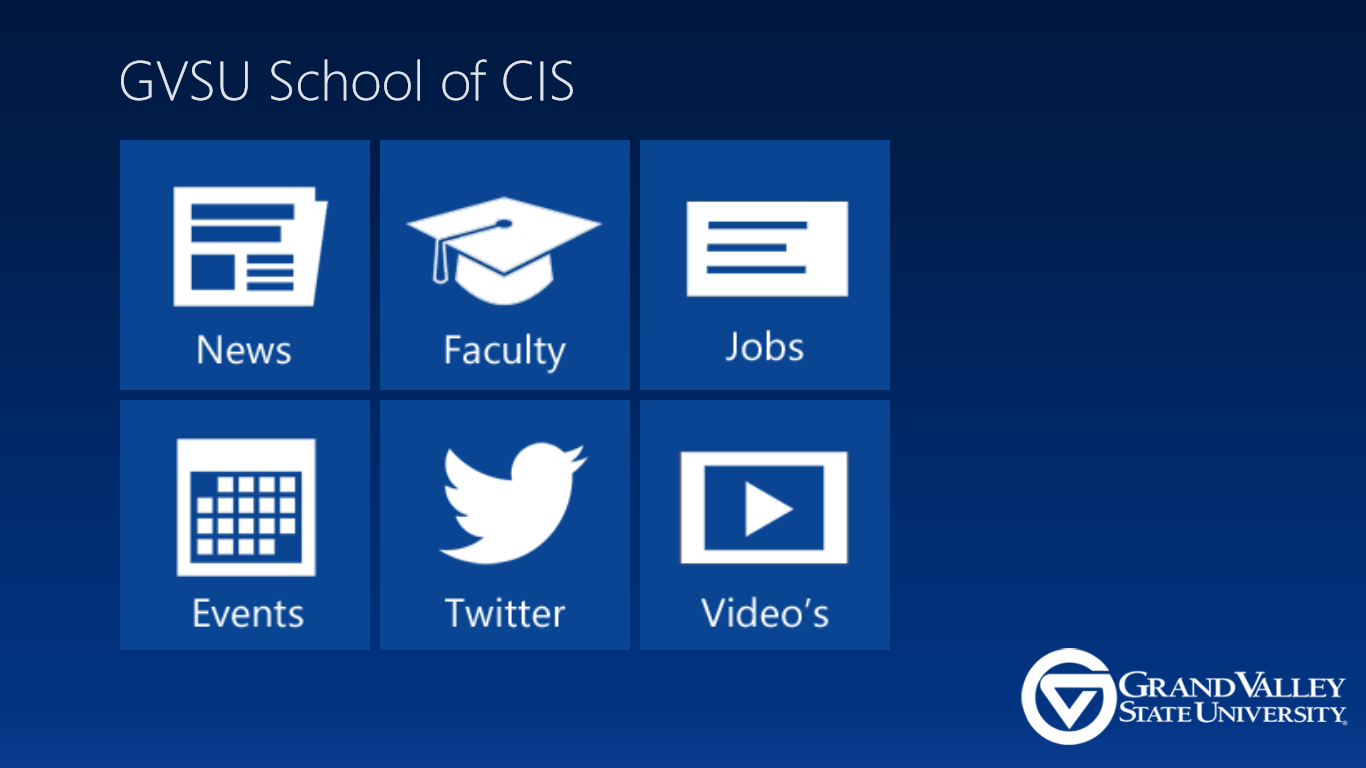 GVSU School of CIS
News
Faculty
Jobs
Events
Twitter
Video's
GRAND VALLEY
STATE UNIVERSITY®